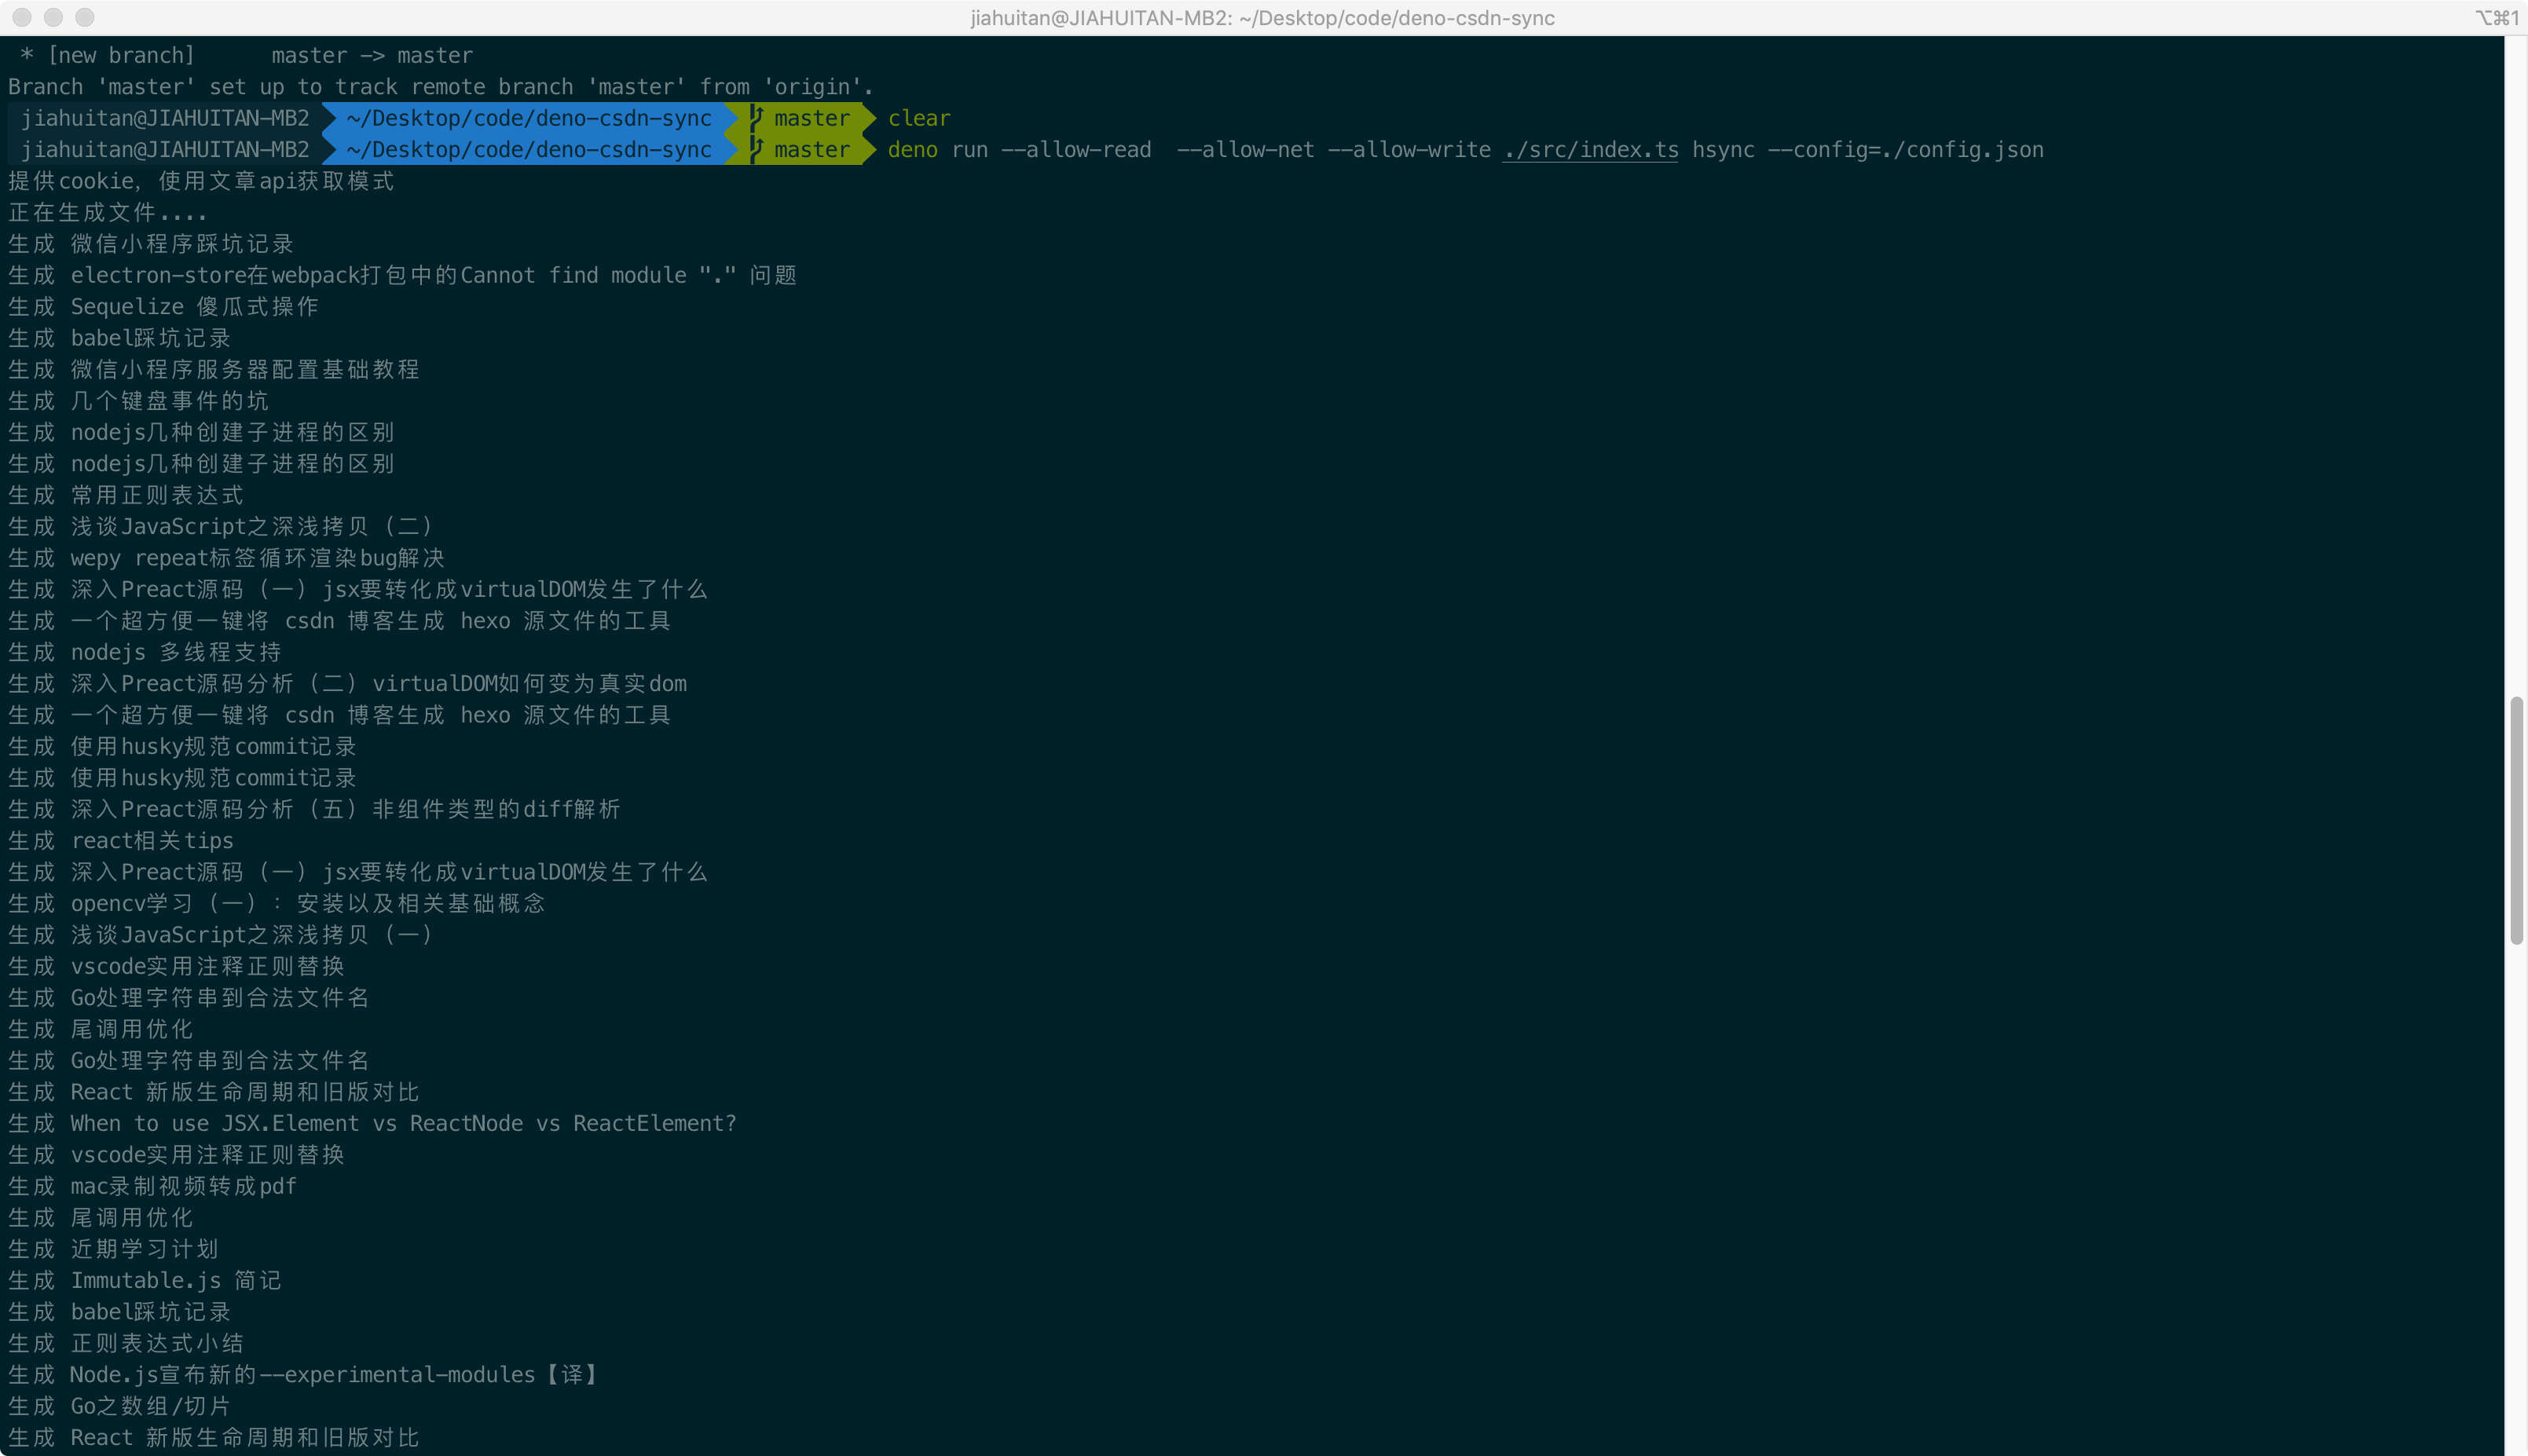 jiahuitan@JIAHUITAN-MB2: ~/Desktop/code/deno-csdn-sync
⌥⌘1
* [new branch]      master -> master
Branch 'master' set up to track remote branch 'master' from 'origin'.
jiahuitan@JIAHUITAN-MB2 ~/Desktop/code/deno-csdn-sync master clear
jiahuitan@JIAHUITAN-MB2 ~/Desktop/code/deno-csdn-sync master deno run --allow-read  --allow-net --allow-write ./src/index.ts hsync --config=./config.json
提供cookie, 使用文章api获取模式
正在生成文件....
生成 微信小程序踩坑记录
生成 electron-store在webpack打包中的Cannot find module "." 问题
生成 Sequelize 傻瓜式操作
生成 babel踩坑记录
生成 微信小程序服务器配置基础教程
生成 几个键盘事件的坑
生成 nodejs几种创建子进程的区别
生成 nodejs几种创建子进程的区别
生成 常用正则表达式
生成 浅谈JavaScript之深浅拷贝（二）
生成 wepy repeat标签循环渲染bug解决
生成 深入Preact源码（一）jsx要转化成virtualDOM发生了什么
生成 一个超方便一键将 csdn 博客生成 hexo 源文件的工具
生成 nodejs 多线程支持
生成 深入Preact源码分析（二）virtualDOM如何变为真实dom
生成 一个超方便一键将 csdn 博客生成 hexo 源文件的工具
生成 使用husky规范commit记录
生成 使用husky规范commit记录
生成 深入Preact源码分析（五）非组件类型的diff解析
生成 react相关tips
生成 深入Preact源码（一）jsx要转化成virtualDOM发生了什么
生成 opencv学习（一）：安装以及相关基础概念
生成 浅谈JavaScript之深浅拷贝（一）
生成 vscode实用注释正则替换
生成 Go处理字符串到合法文件名
生成 尾调用优化
生成 Go处理字符串到合法文件名
生成 React 新版生命周期和旧版对比
生成 When to use JSX.Element vs ReactNode vs ReactElement?
生成 vscode实用注释正则替换
生成 mac录制视频转成pdf
生成 尾调用优化
生成 近期学习计划
生成 Immutable.js 简记
生成 babel踩坑记录
生成 正则表达式小结
生成 Node.js宣布新的--experimental-modules【译】
生成 Go之数组/切片
生成 React 新版生命周期和旧版对比